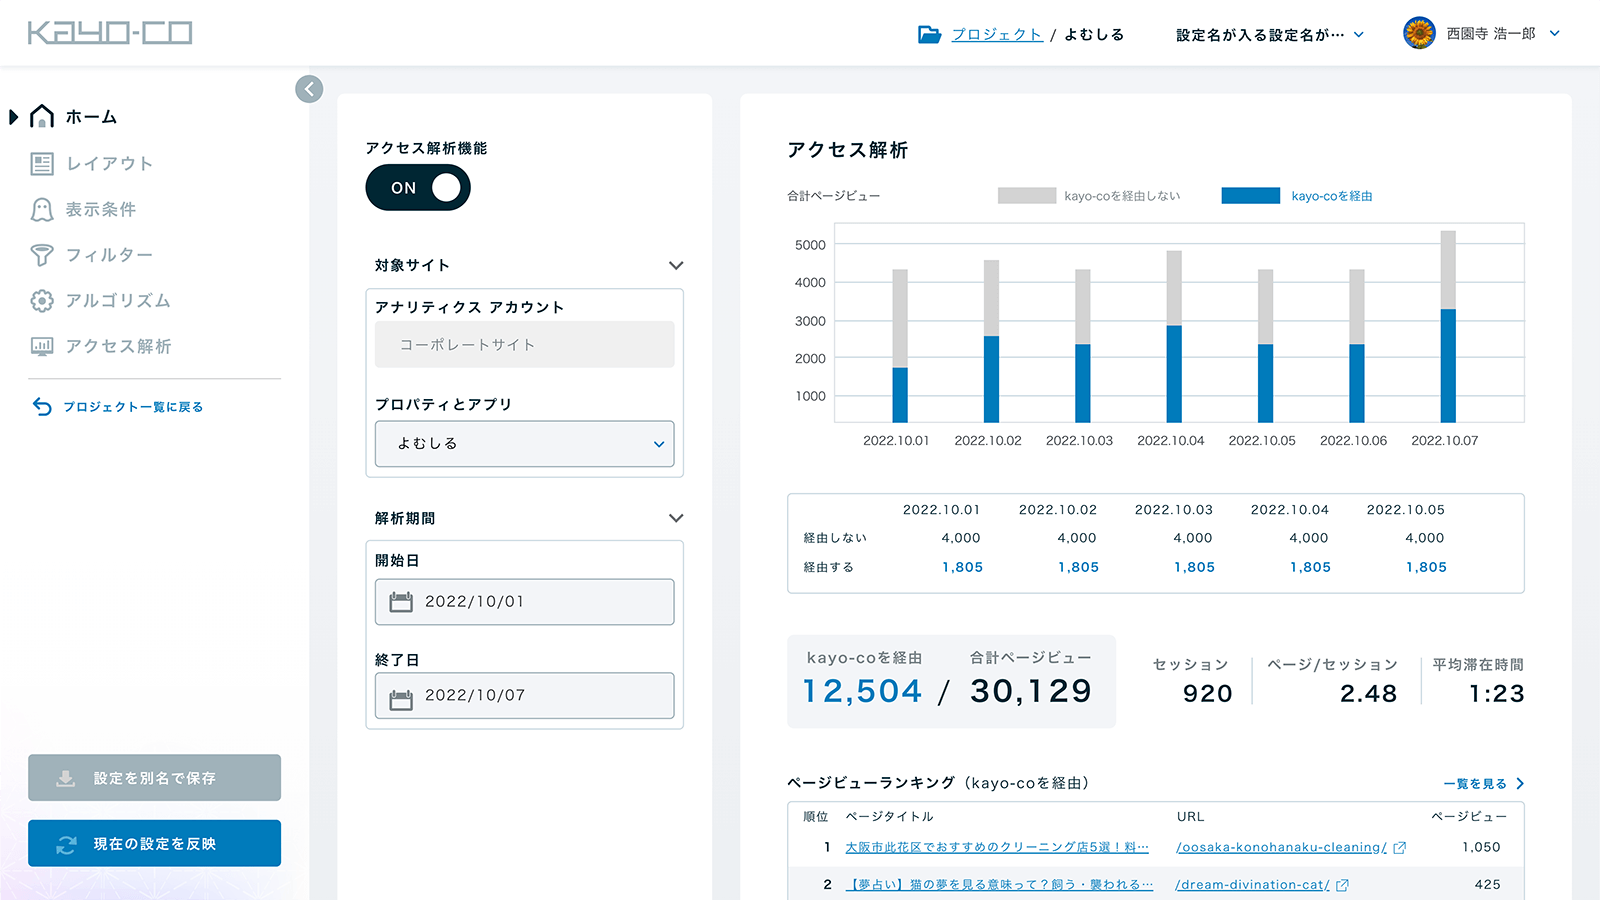 KAYO-CO
プロジェクト / よむしる
設定名が入る設定名が…
西園寺 浩一郎
ホーム
レイアウト
表示条件
フィルター
アルゴリズム
アクセス解析
プロジェクト一覧に戻る
設定を別名で保存
現在の設定を反映
アクセス解析機能
ON
対象サイト
アナリティクス アカウント
コーポレートサイト
プロパティとアプリ
よむしる
解析期間
開始日
2022/10/01
終了日
2022/10/07
アクセス解析
合計ページビュー
kayo-coを経由しない
kayo-coを経由
5000
4000
3000
2000
1000
2022.10.01 2022.10.02 2022.10.03 2022.10.04 2022.10.05 2022.10.06 2022.10.07
2022.10.01 2022.10.02 2022.10.03 2022.10.04 2022.10.05
経由しない 4,000 4,000 4,000 4,000 4,000
経由する 1,805 1,805 1,805 1,805 1,805
kayo-coを経由 合計ページビュー
12,504 / 30,129
セッション ページ/セッション 平均滞在時間
920 2.48 1:23
ページビューランキング（kayo-coを経由）
一覧を見る
順位 ページタイトル URL ページビュー
1 大阪市此花区でおすすめのクリーニング店5選！料… /oosaka-konohanaku-cleaning/ 1,050
2 【夢占い】猫の夢を見る意味って？飼う・襲われる… /dream-divination-cat/ 425